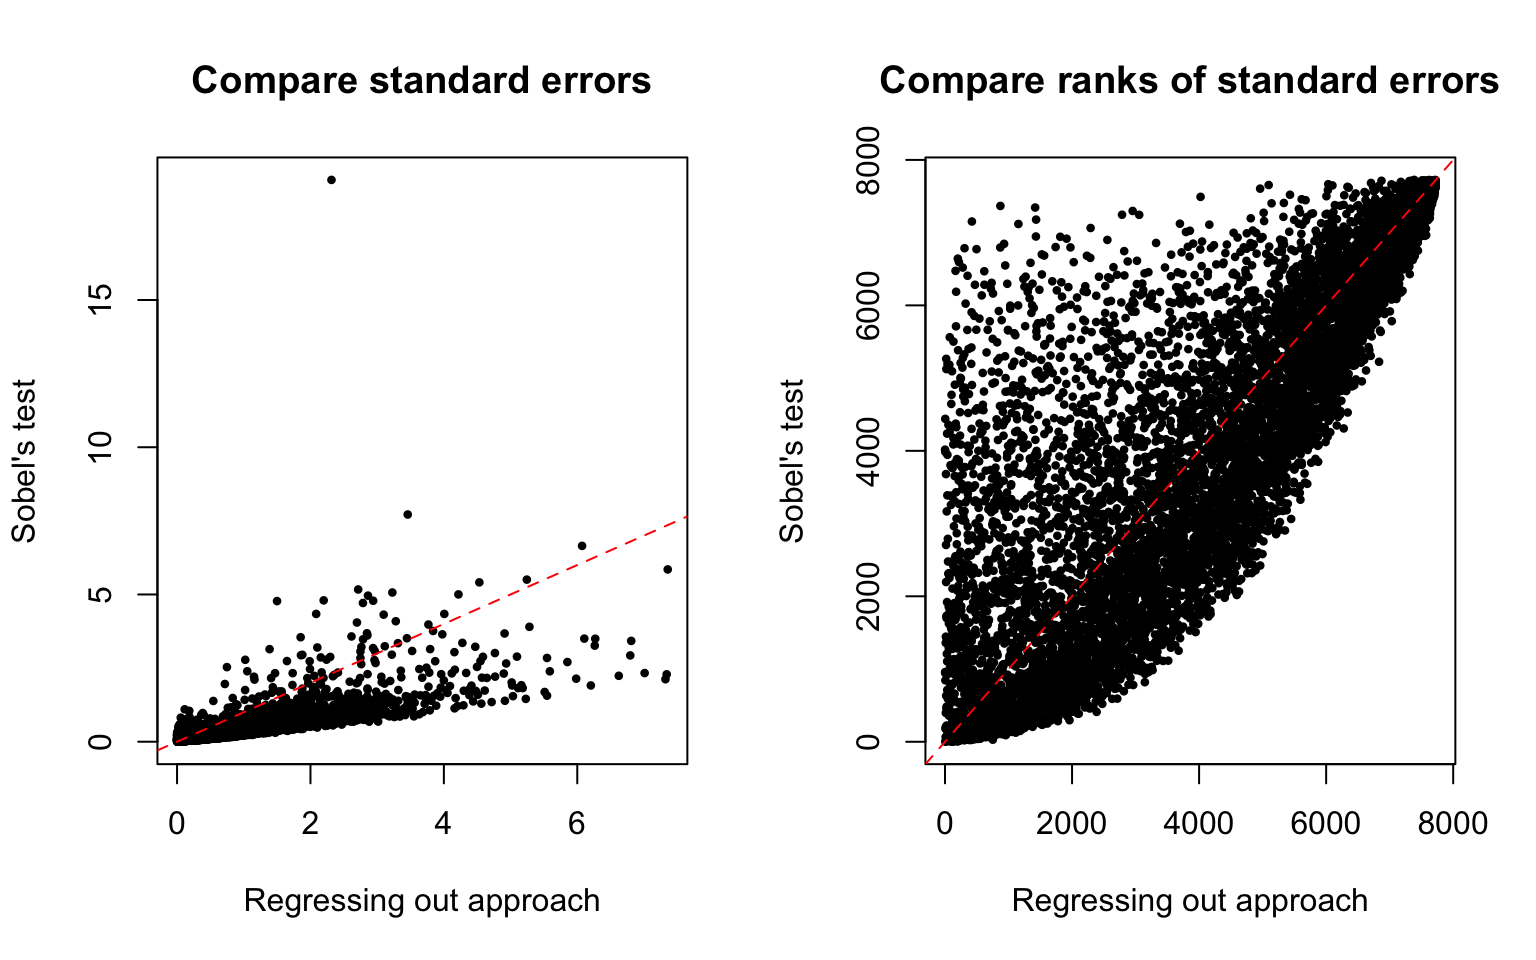 Compare standard errors
Sobel's test
15
10
5
0
0 2 4 6
Regressing out approach
Compare ranks of standard errors
Sobel's test
8000
6000
4000
2000
0
0 2000 4000 6000 8000
Regressing out approach